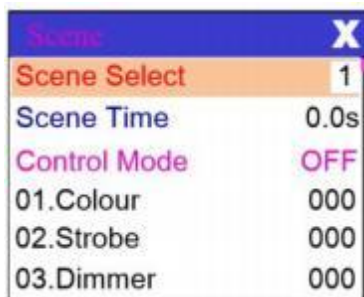 Scene X
Scene Select 1
Scene Time 0.0s
Control Mode OFF
01.Colour 000
02.Strobe 000
03.Dimmer 000